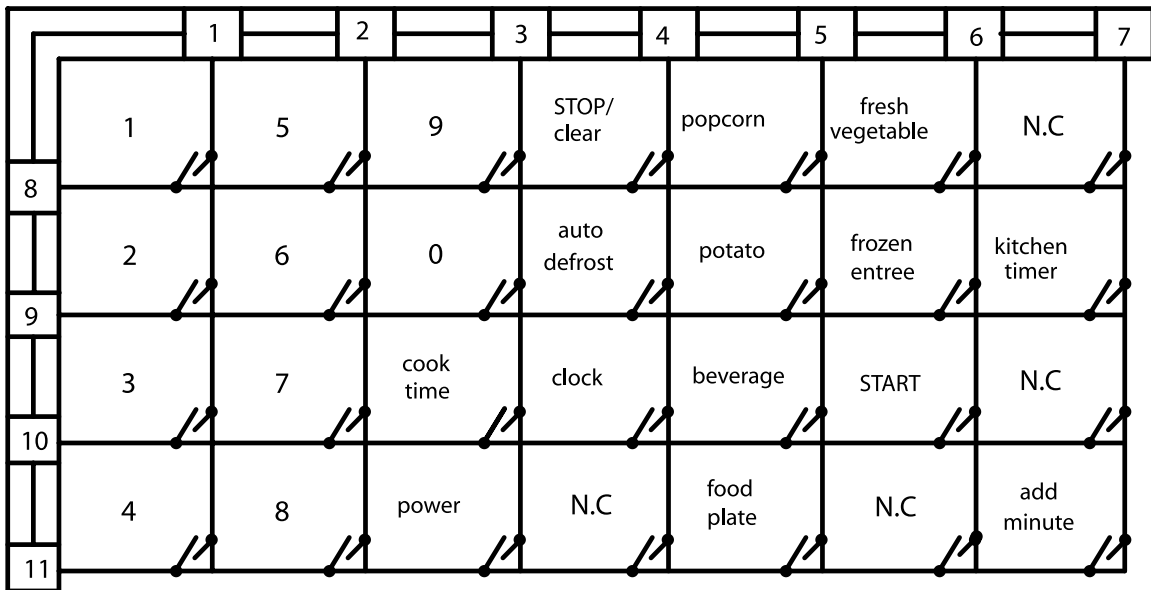 1 2 3 4 5 6 7
1 5 9 STOP/ clear popcorn fresh vegetable N.C
8
2 6 0 auto defrost potato frozen entree kitchen timer
9
3 7 cook time clock beverage START N.C
10
4 8 power N.C food plate N.C add minute
11